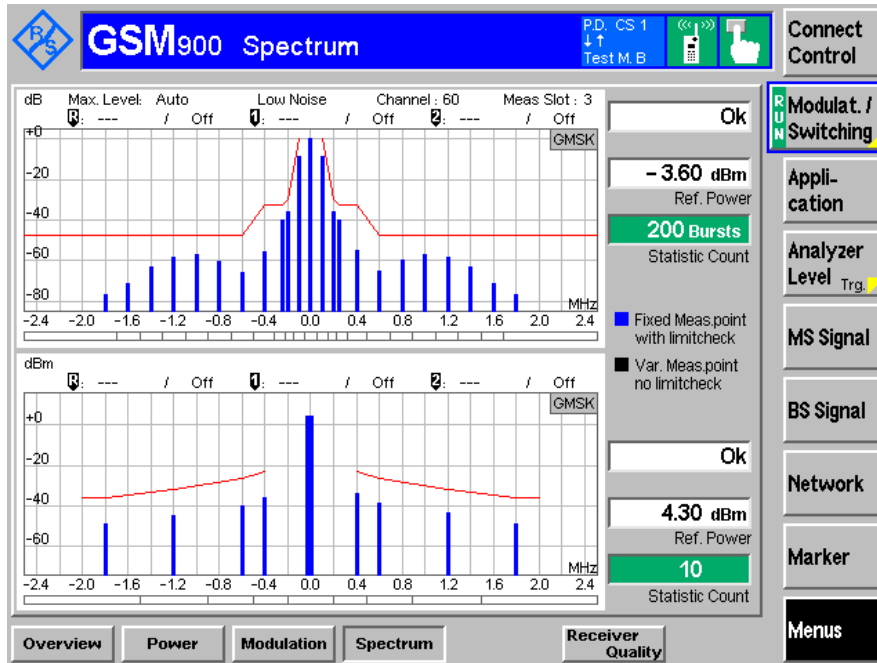 R/S
GSM900 Spectrum
P.D. CS 1
Test M. B
Connect
Control
dB Max. Level: Auto Low Noise Channel : 60 Meas Slot : 3
R: --- / Off 1: --- / Off 2: --- / Off
GMSK
+0
-20
-40
-60
-80
MHz
-2.4 -2.0 -1.6 -1.2 -0.8 -0.4 0.0 0.4 0.8 1.2 1.6 2.0 2.4
Ok
-3.60 dBm
Ref. Power
200 Bursts
Statistic Count
Fixed Meas.point
with limitcheck
Var. Meas.point
no limitcheck
dBm
R: --- / Off 1: --- / Off 2: --- / Off
GMSK
+0
-20
-40
-60
MHz
-2.4 -2.0 -1.6 -1.2 -0.8 -0.4 0.0 0.4 0.8 1.2 1.6 2.0 2.4
Ok
4.30 dBm
Ref. Power
10
Statistic Count
RUN
Modulat. /
Switching
Appli-
cation
Analyzer
Level Trg.
MS Signal
BS Signal
Network
Marker
Menus
Overview Power Modulation Spectrum Receiver
Quality